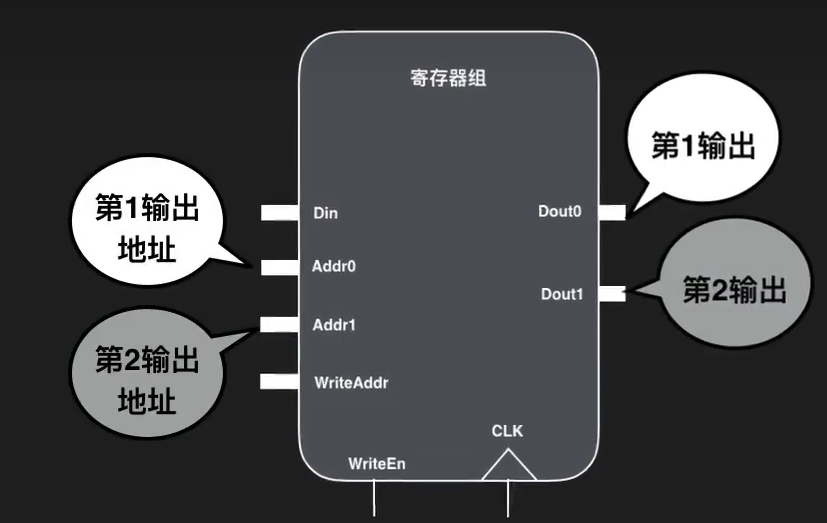 寄存器组
第1输出
第1输出
地址
Din
Dout0
Addr0
第2输出
Dout1
Addr1
第2输出
地址
WriteAddr
CLK
WriteEn